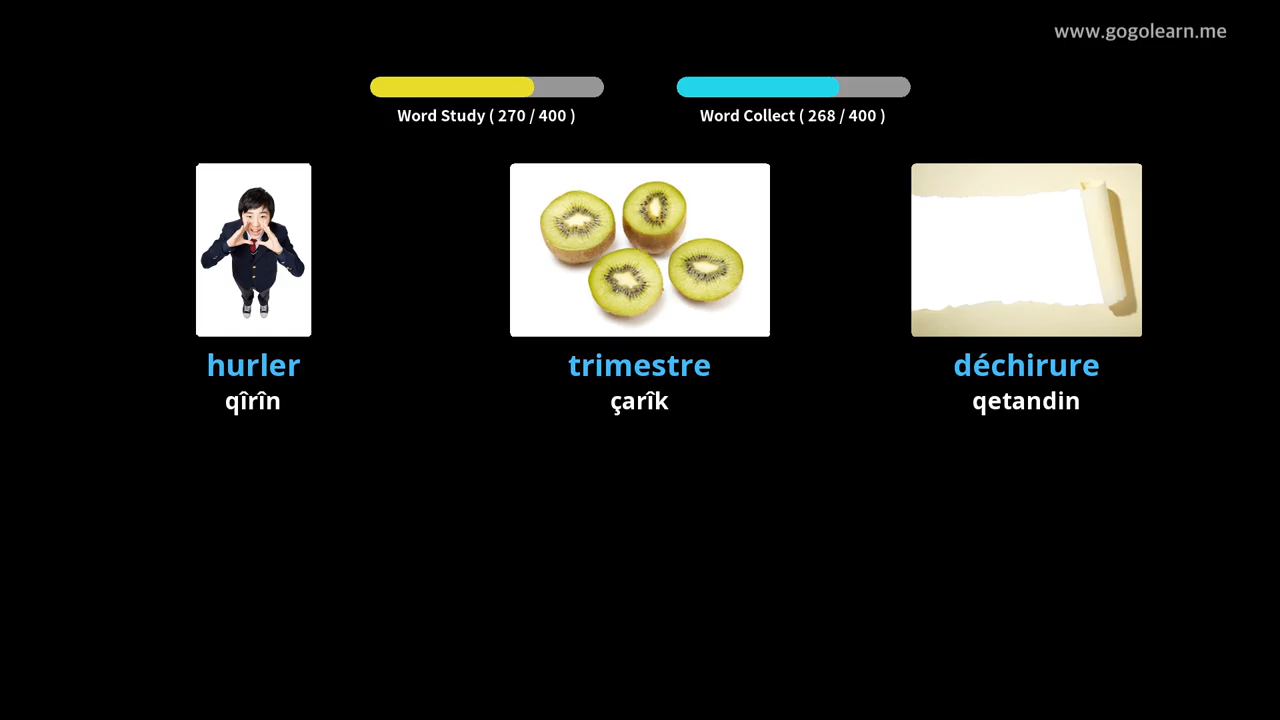 www.gogolearn.me
Word Study ( 270 / 400 )
Word Collect ( 268 / 400 )
hurler
qîrîn
trimestre
çarîk
déchirure
qetandin